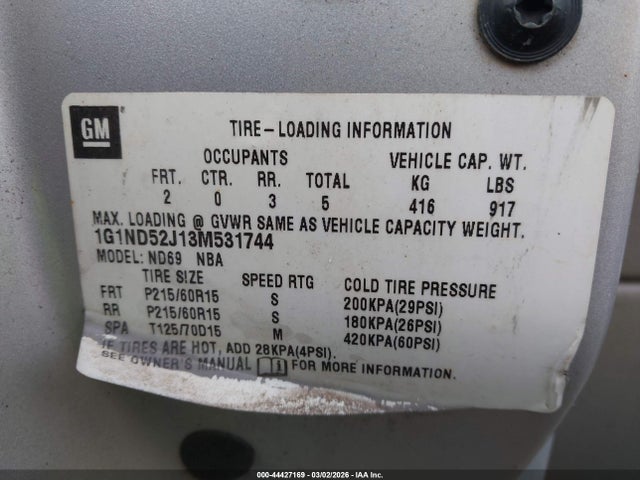 GM
TIRE-LOADING INFORMATION
OCCUPANTS VEHICLE CAP. WT.
FRT. CTR. RR. TOTAL KG LBS
2 0 3 5 416 917
MAX. LOADING @ GVWR SAME AS VEHICLE CAPACITY WEIGHT.
1G1ND52J13M531744
MODEL: ND69 NBA
TIRE SIZE SPEED RTG COLD TIRE PRESSURE
FRT P215/60R15 S 200KPA(29PSI)
RR P215/60R15 S 180KPA(26PSI)
SPA T125/70D15 M 420KPA(60PSI)
IF TIRES ARE HOT, ADD 28KPA(4PSI).
SEE OWNER'S MANUAL FOR MORE INFORMATION.
000-44427169 | 03/02/2026 | IAA Inc.